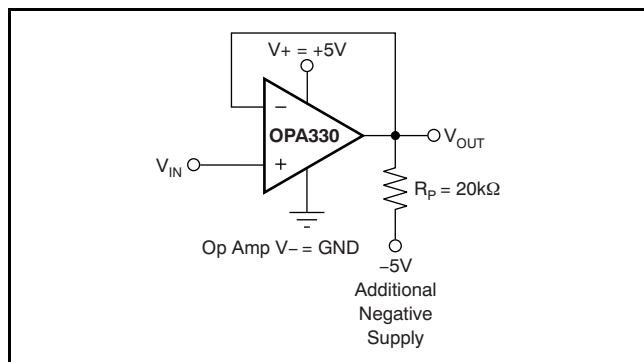 V+ = +5V
−
OPA330
+
V_IN
V_OUT
R_P = 20kΩ
Op Amp V− = GND
−5V
Additional
Negative
Supply